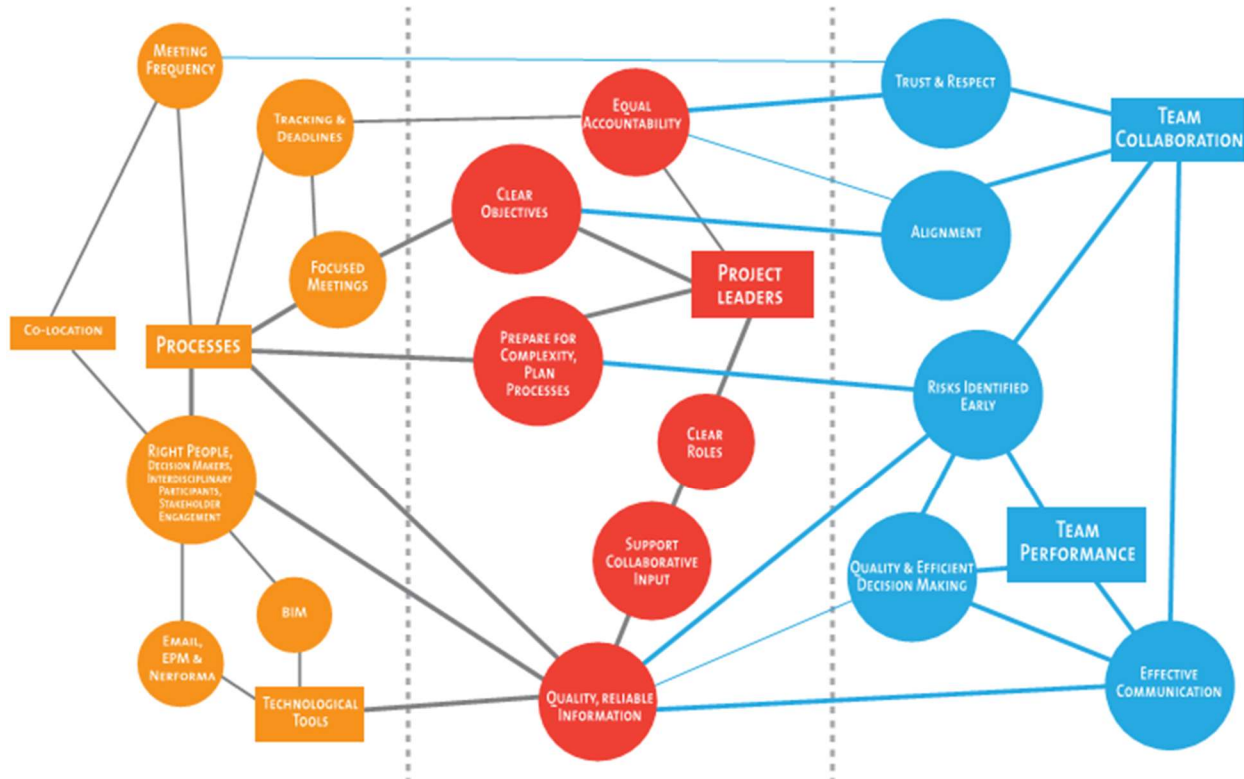 MEETING
FREQUENCY
TRACKING &
DEADLINES
FOCUSED
MEETINGS
CO-LOCATION
PROCESSES
RIGHT PEOPLE,
DECISION MAKERS,
INTERDISCIPLINARY
PARTICIPANTS,
STAKEHOLDER
ENGAGEMENT
BIM
EMAIL,
EPM &
NERFORMA
TECHNOLOGICAL
TOOLS
EQUAL
ACCOUNTABILITY
CLEAR
OBJECTIVES
PROJECT
LEADERS
PREPARE FOR
COMPLEXITY,
PLAN
PROCESSES
CLEAR
ROLES
SUPPORT
COLLABORATIVE
INPUT
QUALITY, RELIABLE
INFORMATION
TRUST & RESPECT
TEAM
COLLABORATION
ALIGNMENT
RISKS IDENTIFIED
EARLY
TEAM
PERFORMANCE
QUALITY & EFFICIENT
DECISION MAKING
EFFECTIVE
COMMUNICATION